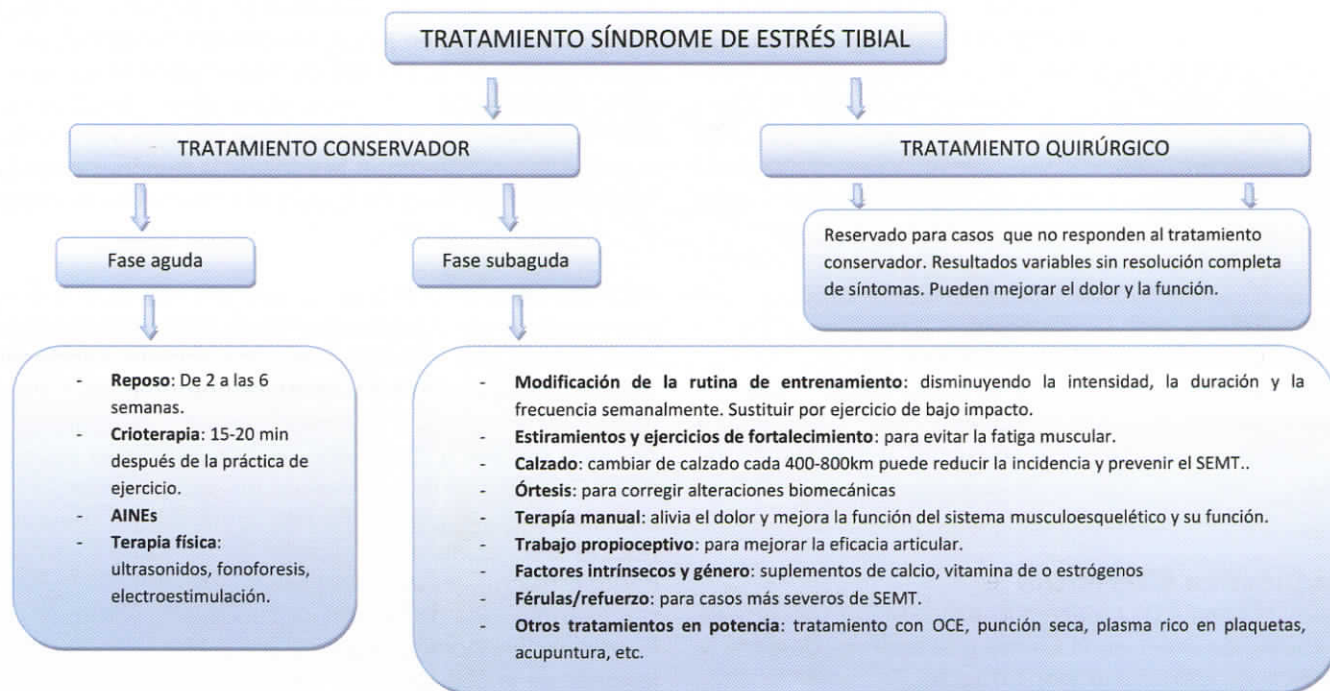 TRATAMIENTO SÍNDROME DE ESTRÉS TIBIAL
TRATAMIENTO CONSERVADOR
TRATAMIENTO QUIRÚRGICO
Fase aguda
Fase subaguda
Reservado para casos que no responden al tratamiento
conservador. Resultados variables sin resolución completa
de síntomas. Pueden mejorar el dolor y la función.
- Reposo: De 2 a las 6
semanas.
- Crioterapia: 15-20 min
después de la práctica de
ejercicio.
- AINEs
- Terapia física:
ultrasonidos, fonoforesis,
electroestimulación.
- Modificación de la rutina de entrenamiento: disminuyendo la intensidad, la duración y la
frecuencia semanalmente. Sustituir por ejercicio de bajo impacto.
- Estiramientos y ejercicios de fortalecimiento: para evitar la fatiga muscular.
- Calzado: cambiar de calzado cada 400-800km puede reducir la incidencia y prevenir el SEMT..
- Órtesis: para corregir alteraciones biomecánicas
- Terapía manual: alivia el dolor y mejora la función del sistema musculoesquelético y su función.
- Trabajo propioceptivo: para mejorar la eficacia articular.
- Factores intrínsecos y género: suplementos de calcio, vitamina de o estrógenos
- Férulas/refuerzo: para casos más severos de SEMT.
- Otros tratamientos en potencia: tratamiento con OCE, punción seca, plasma rico en plaquetas,
acupuntura, etc.